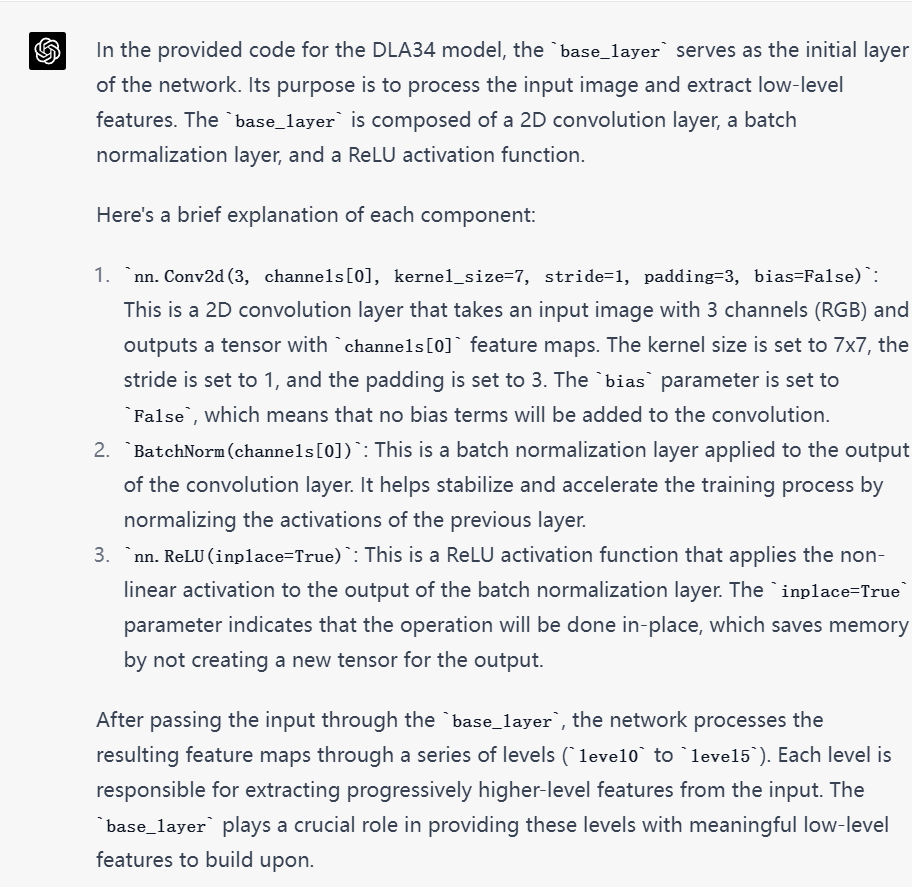 In the provided code for the DLA34 model, the `base_layer` serves as the initial layer
of the network. Its purpose is to process the input image and extract low-level
features. The `base_layer` is composed of a 2D convolution layer, a batch
normalization layer, and a ReLU activation function.
Here's a brief explanation of each component:
1. `nn.Conv2d(3, channels[0], kernel_size=7, stride=1, padding=3, bias=False)`:
This is a 2D convolution layer that takes an input image with 3 channels (RGB) and
outputs a tensor with `channels[0]` feature maps. The kernel size is set to 7x7, the
stride is set to 1, and the padding is set to 3. The `bias` parameter is set to
`False`, which means that no bias terms will be added to the convolution.
2. `BatchNorm(channels[0])`: This is a batch normalization layer applied to the output
of the convolution layer. It helps stabilize and accelerate the training process by
normalizing the activations of the previous layer.
3. `nn.ReLU(inplace=True)`: This is a ReLU activation function that applies the non-
linear activation to the output of the batch normalization layer. The `inplace=True`
parameter indicates that the operation will be done in-place, which saves memory
by not creating a new tensor for the output.
After passing the input through the `base_layer`, the network processes the
resulting feature maps through a series of levels (`level0` to `level5`). Each level is
responsible for extracting progressively higher-level features from the input. The
`base_layer` plays a crucial role in providing these levels with meaningful low-level
features to build upon.